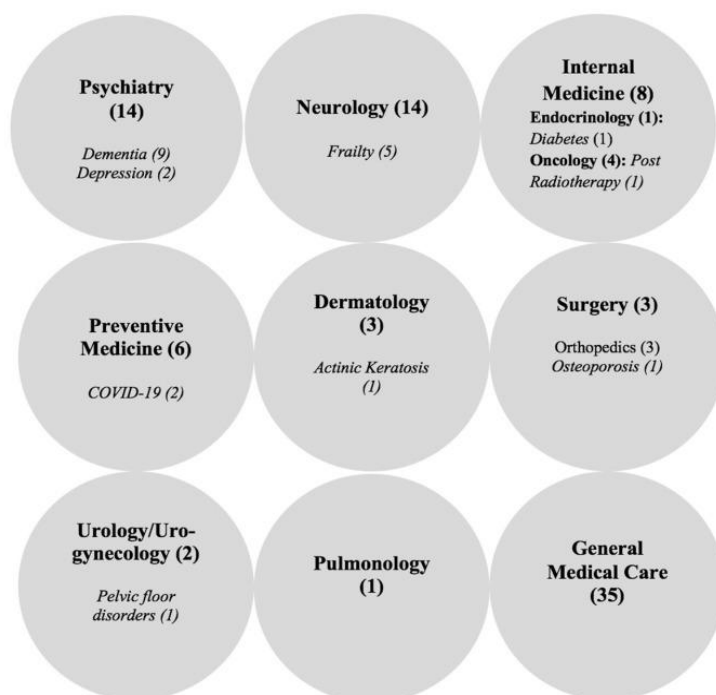 Psychiatry
(14)
Dementia (9)
Depression (2)
Neurology (14)
Frailty (5)
Internal
Medicine (8)
Endocrinology (1):
Diabetes (1)
Oncology (4): Post
Radiotherapy (1)
Preventive
Medicine (6)
COVID-19 (2)
Dermatology
(3)
Actinic Keratosis
(1)
Surgery (3)
Orthopedics (3)
Osteoporosis (1)
Urology/Uro-
gynecology (2)
Pelvic floor
disorders (1)
Pulmonology
(1)
General
Medical Care
(35)